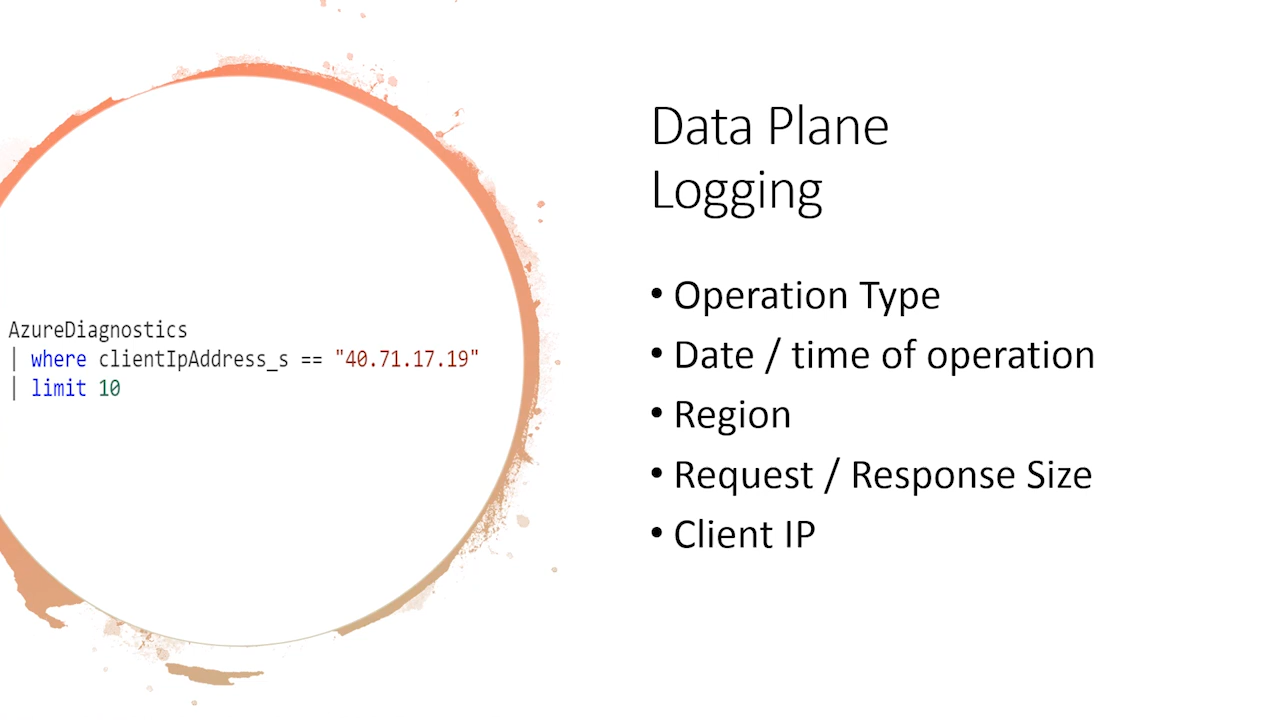 AzureDiagnostics
| where clientIpAddress_s == "40.71.17.19"
| limit 10
Data Plane
Logging
• Operation Type
• Date / time of operation
• Region
• Request / Response Size
• Client IP